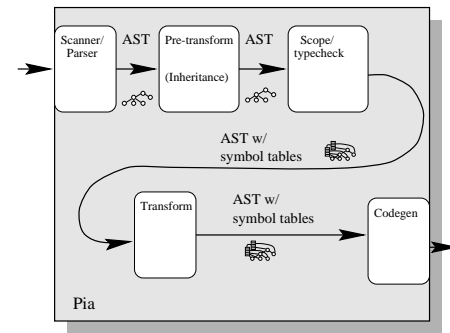 Scanner/
Parser
AST
Pre-transform
(Inheritance)
AST
Scope/
typecheck
AST w/
symbol tables
Transform
AST w/
symbol tables
Codegen
Pia